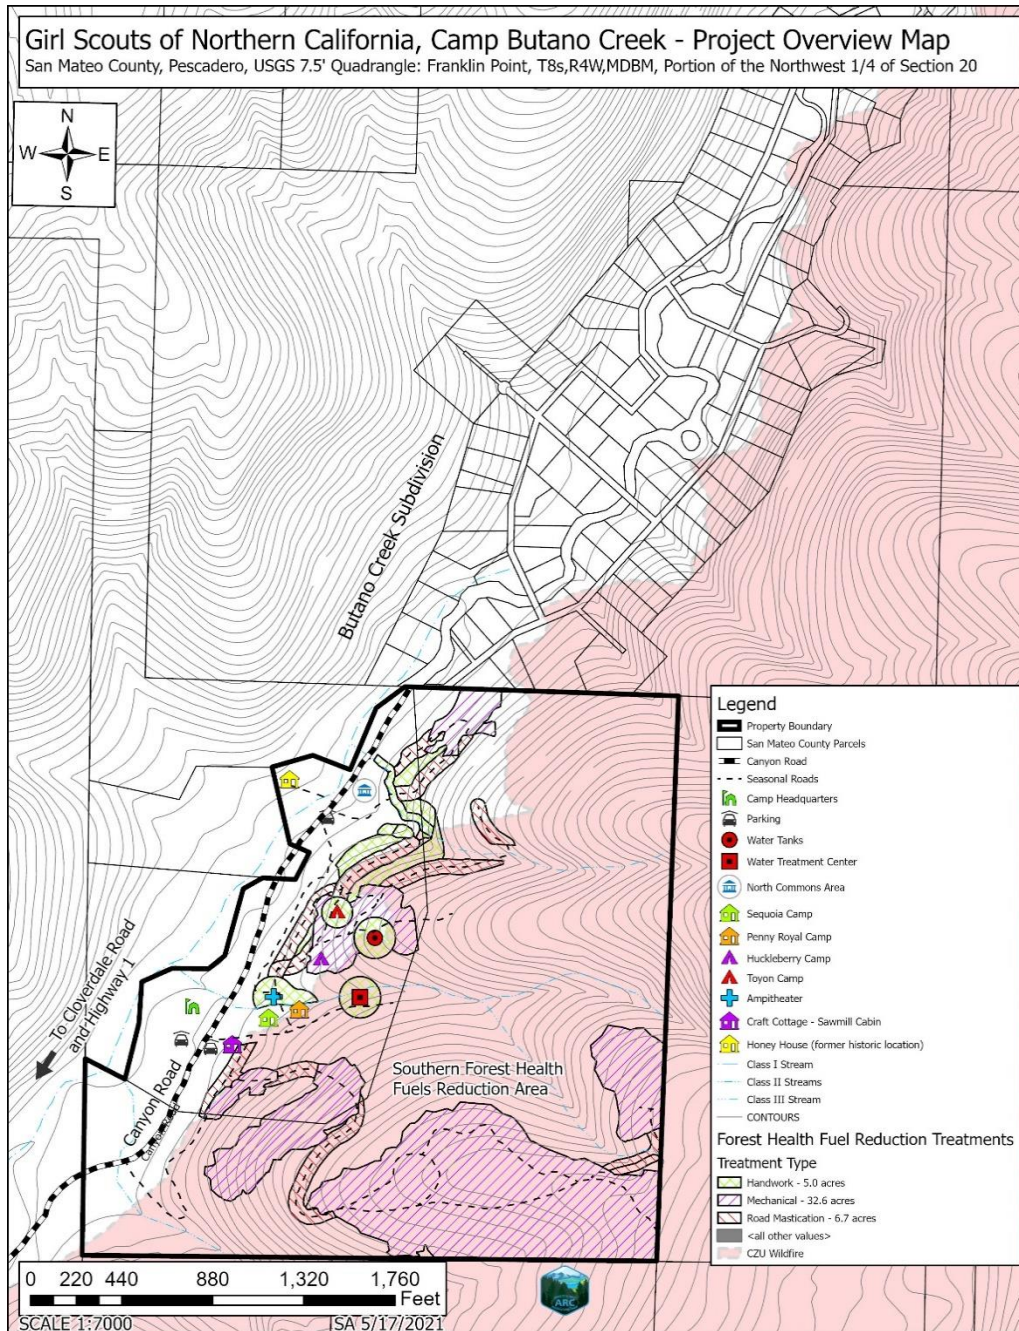 Girl Scouts of Northern California, Camp Butano Creek - Project Overview Map
San Mateo County, Pescadero, USGS 7.5' Quadrangle: Franklin Point, T8s,R4W,MDBM, Portion of the Northwest 1/4 of Section 20
N
W E
S
Butano Creek Subdivision
To Cloverdale Road
and Highway 1
Canyon Road
Canyon Road
Southern Forest Health
Fuels Reduction Area
Legend
Property Boundary
San Mateo County Parcels
Canyon Road
Seasonal Roads
Camp Headquarters
Parking
Water Tanks
Water Treatment Center
North Commons Area
Sequoia Camp
Penny Royal Camp
Huckleberry Camp
Toyon Camp
Ampitheater
Craft Cottage - Sawmill Cabin
Honey House (former historic location)
Class I Stream
Class II Streams
Class III Stream
CONTOURS
Forest Health Fuel Reduction Treatments
Treatment Type
Handwork - 5.0 acres
Mechanical - 32.6 acres
Road Mastication - 6.7 acres
<all other values>
CZU Wildfire
0 220 440 880 1,320 1,760
Feet
SCALE 1:7000 SA 5/17/2021
ARC